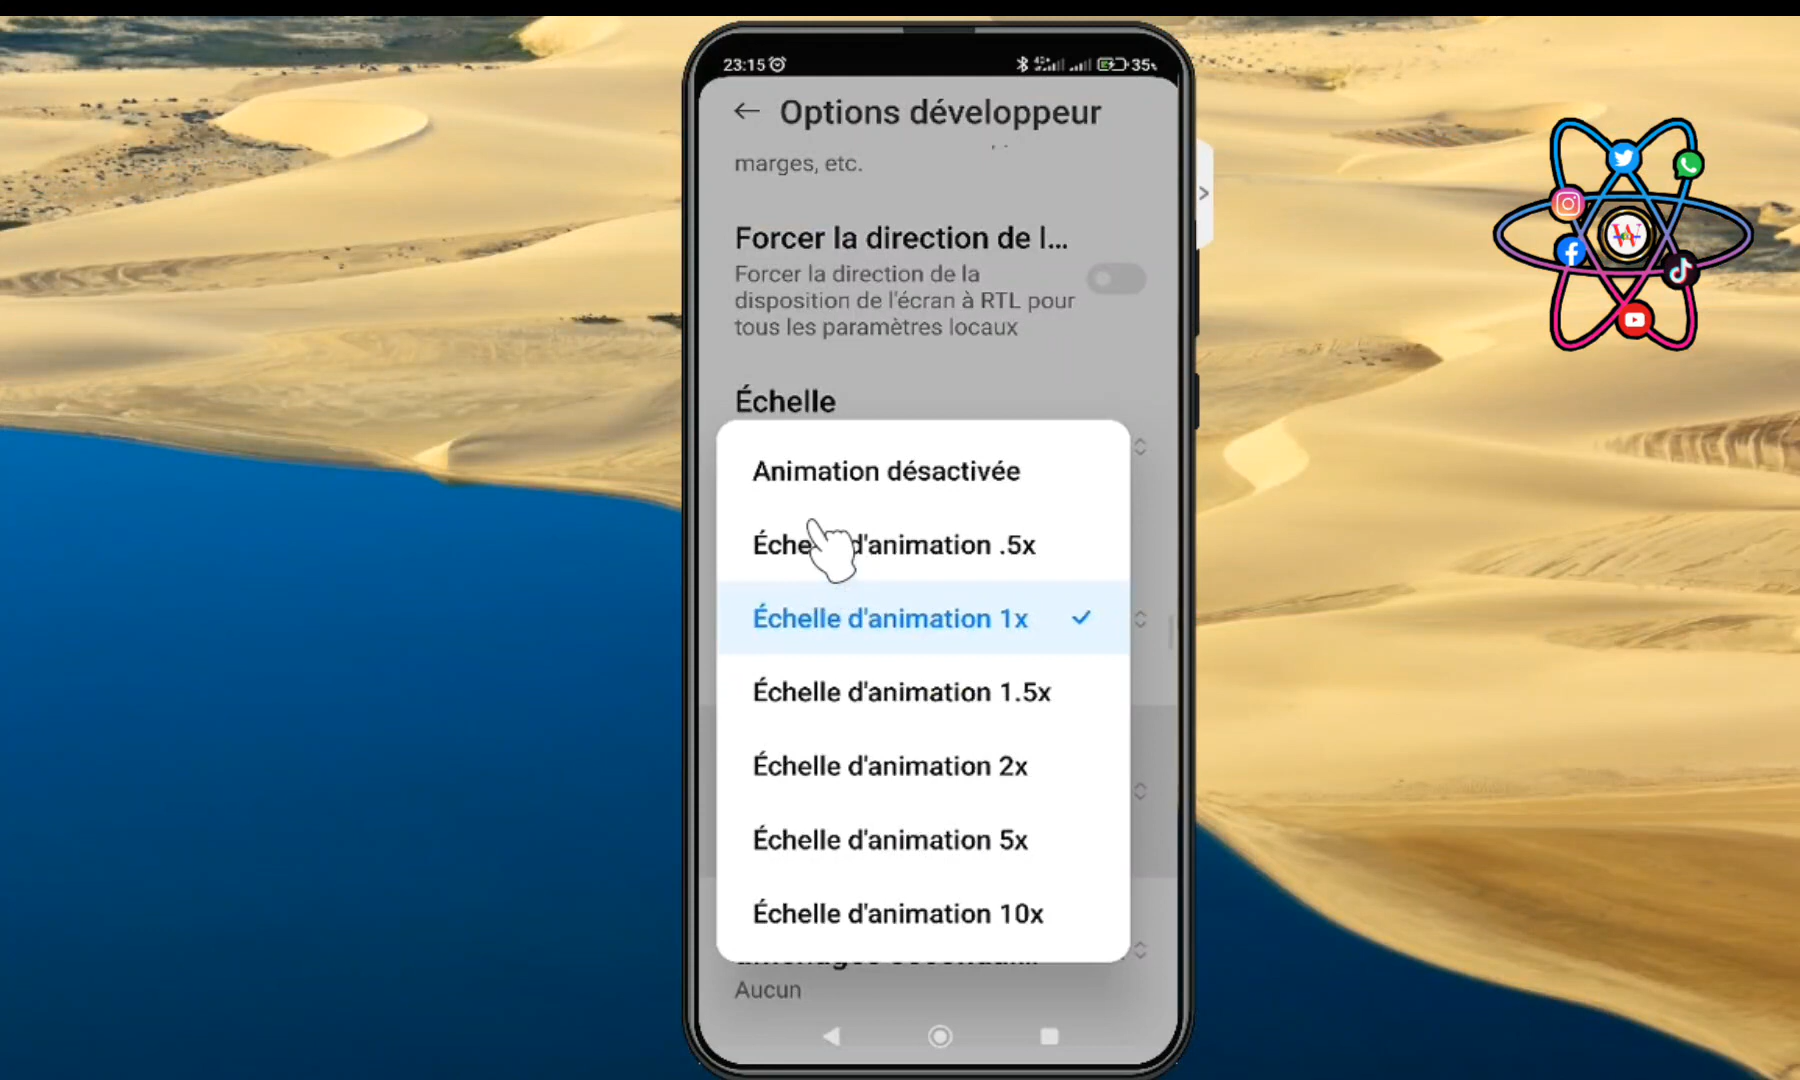 23:15
35%
Options développeur
marges, etc.
Forcer la direction de l...
Forcer la direction de la
disposition de l'écran à RTL pour
tous les paramètres locaux
Échelle
Animation désactivée
Échelle d'animation .5x
Échelle d'animation 1x
Échelle d'animation 1.5x
Échelle d'animation 2x
Échelle d'animation 5x
Échelle d'animation 10x
Aucun